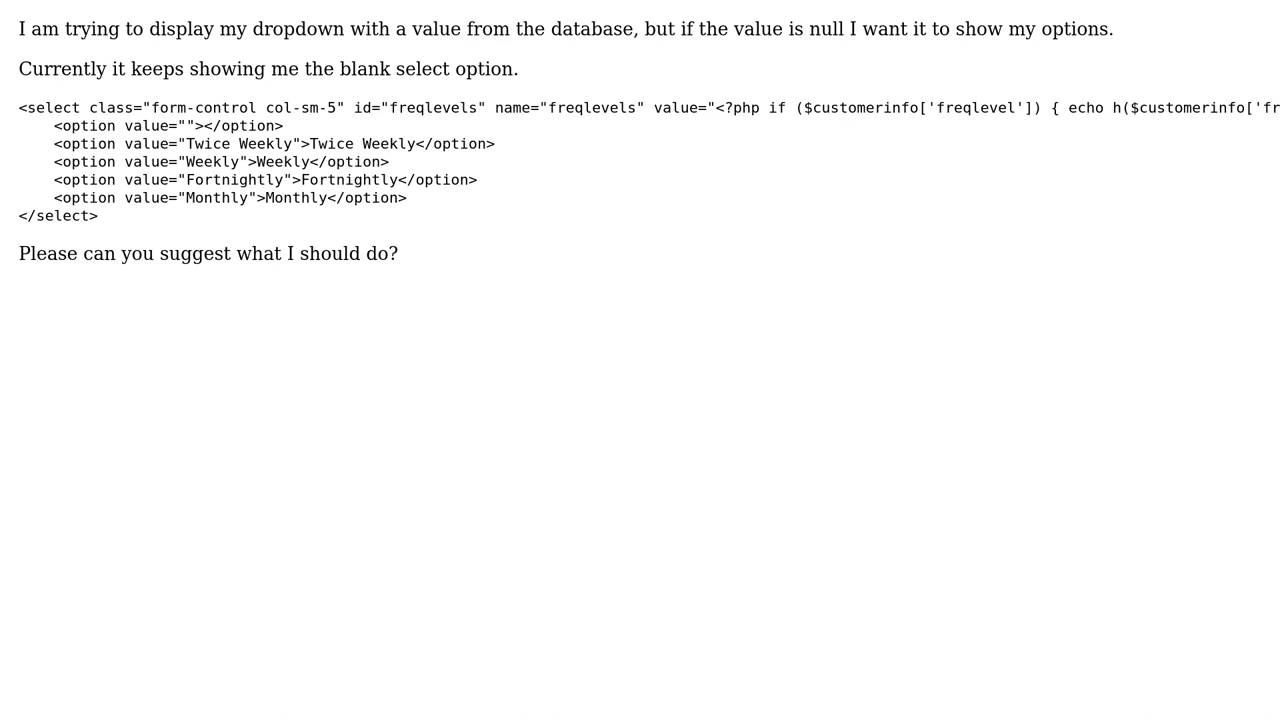 I am trying to display my dropdown with a value from the database, but if the value is null I want it to show my options.
Currently it keeps showing me the blank select option.
<select class="form-control col-sm-5" id="freqlevels" name="freqlevels" value="<?php if ($customerinfo['freqlevel']) { echo h($customerinfo['fr
    <option value=""></option>
    <option value="Twice Weekly">Twice Weekly</option>
    <option value="Weekly">Weekly</option>
    <option value="Fortnightly">Fortnightly</option>
    <option value="Monthly">Monthly</option>
</select>
Please can you suggest what I should do?